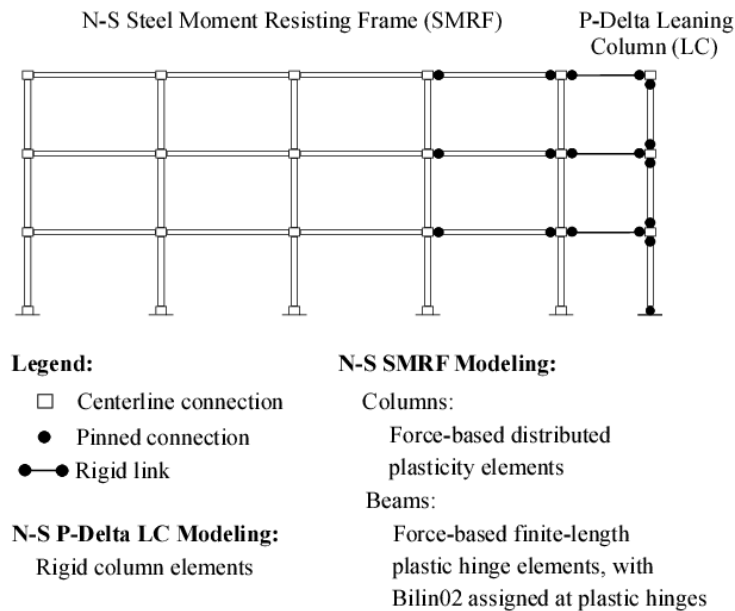 N-S Steel Moment Resisting Frame (SMRF)
P-Delta Leaning
Column (LC)
Legend:
Centerline connection
Pinned connection
Rigid link
N-S P-Delta LC Modeling:
Rigid column elements
N-S SMRF Modeling:
Columns:
Force-based distributed
plasticity elements
Beams:
Force-based finite-length
plastic hinge elements, with
Bilin02 assigned at plastic hinges